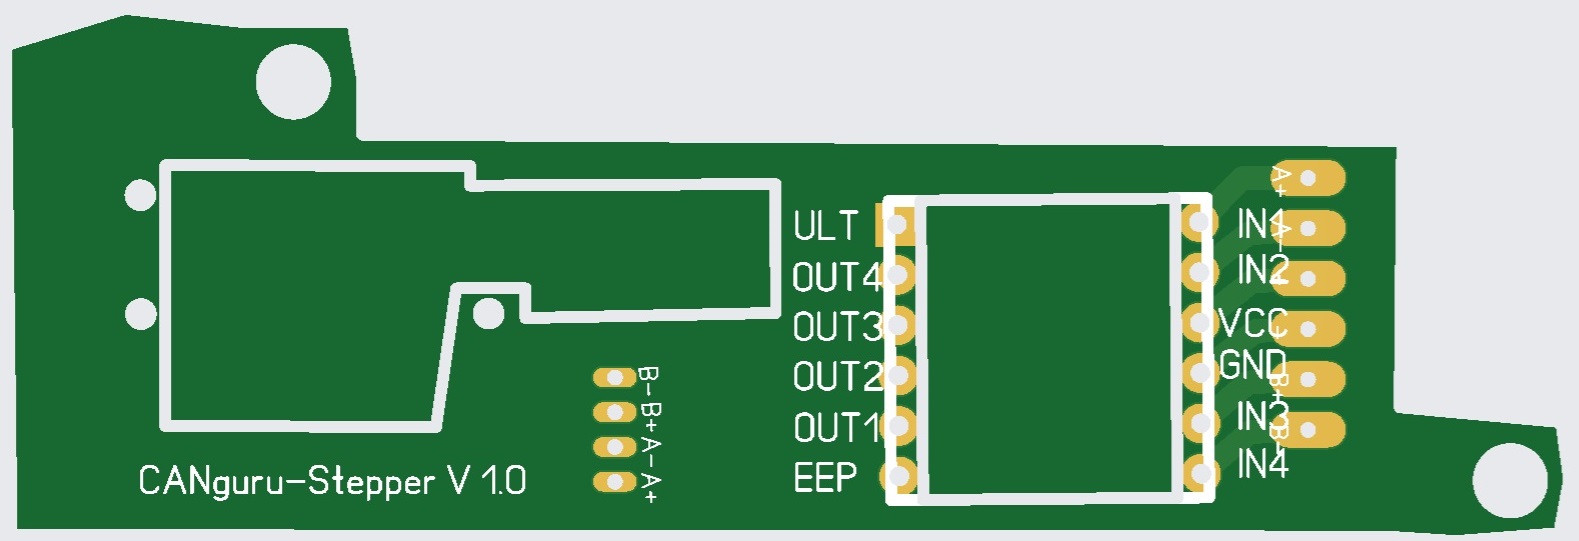 ULT
OUT4
OUT3
OUT2
OUT1
EEP
IN1
IN2
VCC
GND
IN3
IN4
A+
A-
B+
B-
B-
B+
A-
A+
CANguru-Stepper V 1.0